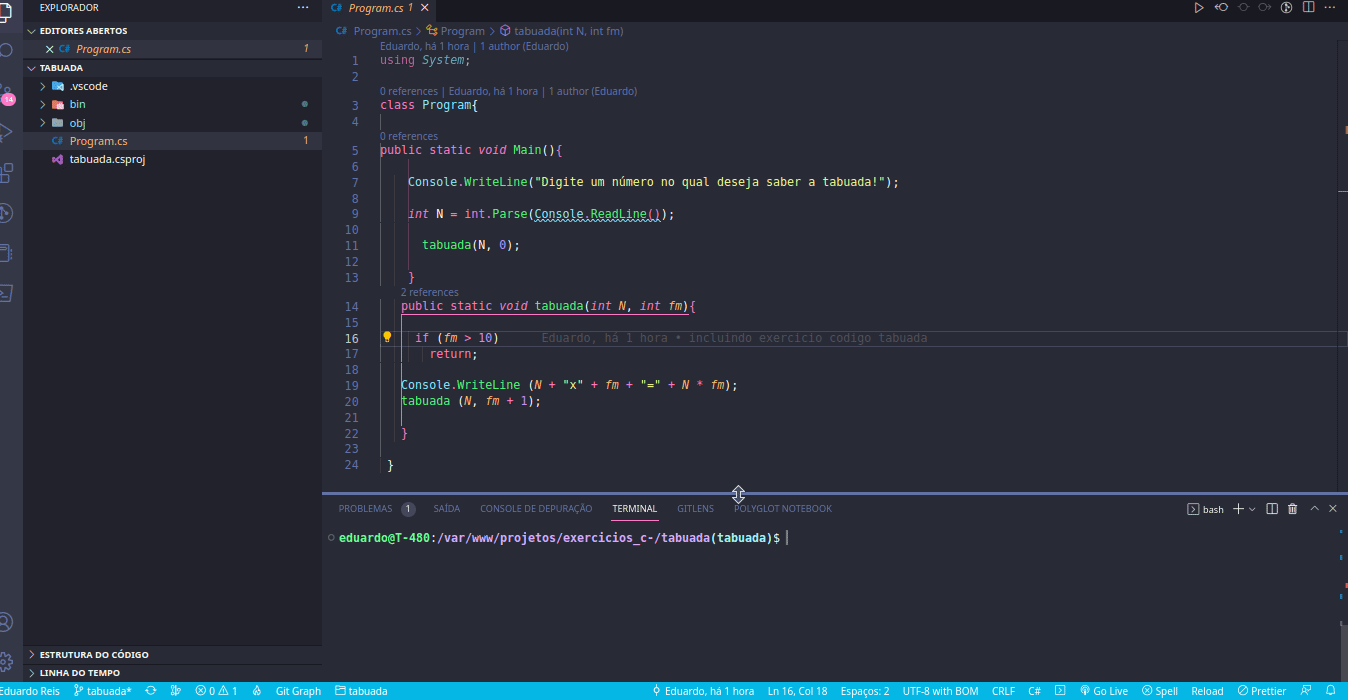 EXPLORADOR
EDITORES ABERTOS
Program.cs 1
TABUADA
.vscode
bin
obj
Program.cs 1
tabuada.csproj
14
ESTRUTURA DO CÓDIGO
LINHA DO TEMPO
C# Program.cs 1
C# Program.cs > Program > tabuada(int N, int fm)
Eduardo, há 1 hora | 1 author (Eduardo)
1 using System;
2
0 references | Eduardo, há 1 hora | 1 author (Eduardo)
3 class Program{
4
0 references
5 public static void Main(){
6
7 Console.WriteLine("Digite um número no qual deseja saber a tabuada!");
8
9 int N = int.Parse(Console.ReadLine());
10
11 tabuada(N, 0);
12
13 }
2 references
14 public static void tabuada(int N, int fm){
15
16 if (fm > 10) Eduardo, há 1 hora • incluindo exercicio codigo tabuada
17 return;
18
19 Console.WriteLine (N + "x" + fm + "=" + N * fm);
20 tabuada (N, fm + 1);
21
22 }
23
24 }
PROBLEMAS 1 SAÍDA CONSOLE DE DEPURAÇÃO TERMINAL GITLENS POLYGLOT NOTEBOOK bash
eduardo@T-480:/var/www/projetos/exercicios_c-/tabuada(tabuada)$
Eduardo Reis tabuada* 0 1 Git Graph tabuada Eduardo, há 1 hora Ln 16, Col 18 Espaços: 2 UTF-8 with BOM CRLF C# Go Live Spell Reload Prettier